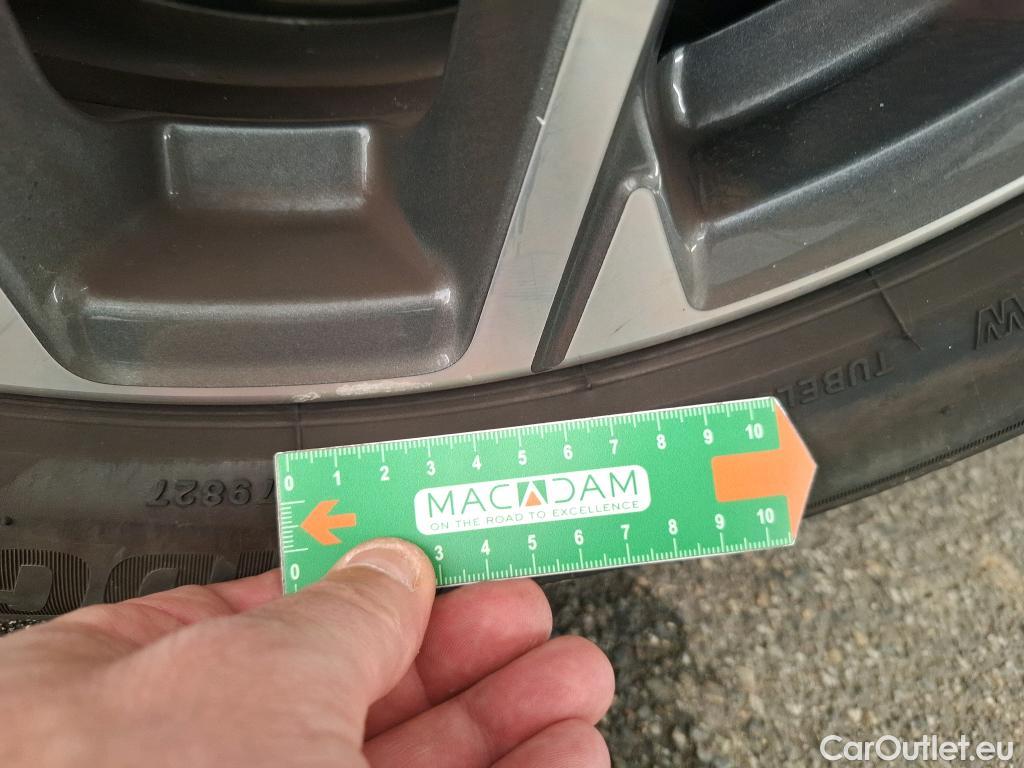 W
TUBEL
79827
0 1 2 3 4 5 6 7 8 9 10
MACADAM
ON THE ROAD TO EXCELLENCE
0 3 4 5 6 7 8 9 10
CarOutlet.eu